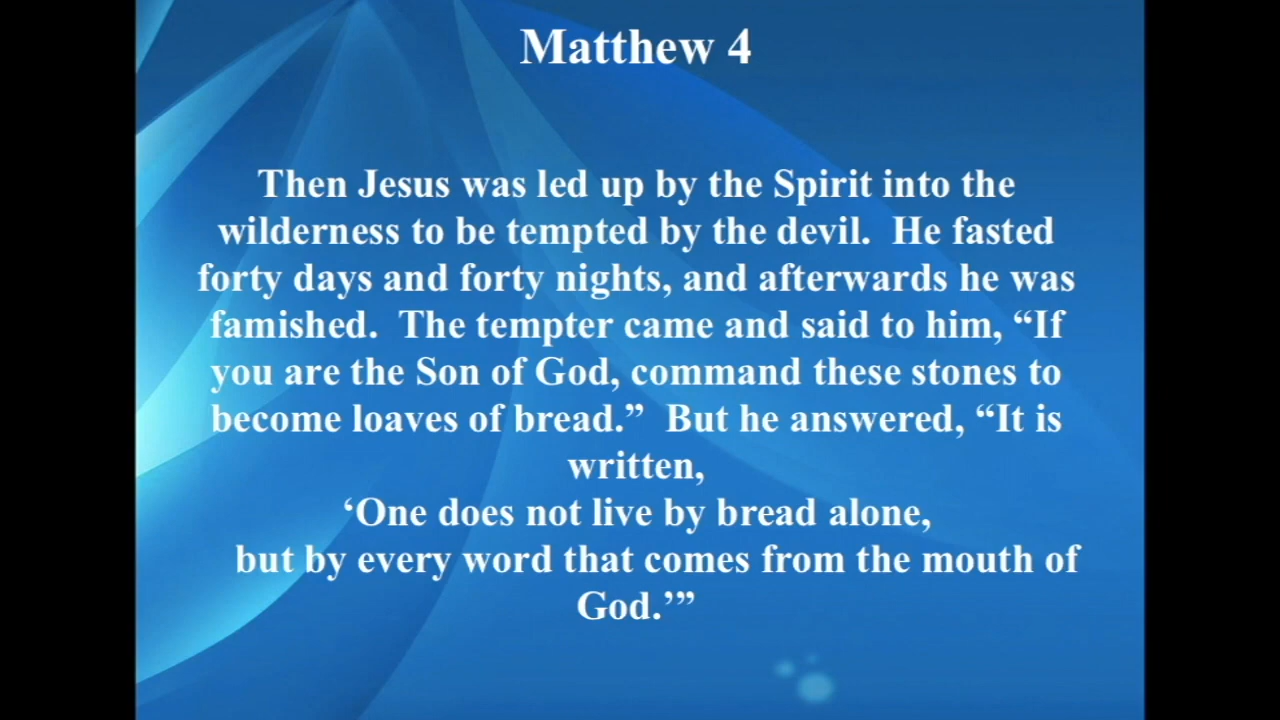 Matthew 4
Then Jesus was led up by the Spirit into the
wilderness to be tempted by the devil.  He fasted
forty days and forty nights, and afterwards he was
famished.  The tempter came and said to him, “If
you are the Son of God, command these stones to
become loaves of bread.”  But he answered, “It is
written,
‘One does not live by bread alone,
but by every word that comes from the mouth of
God.’”